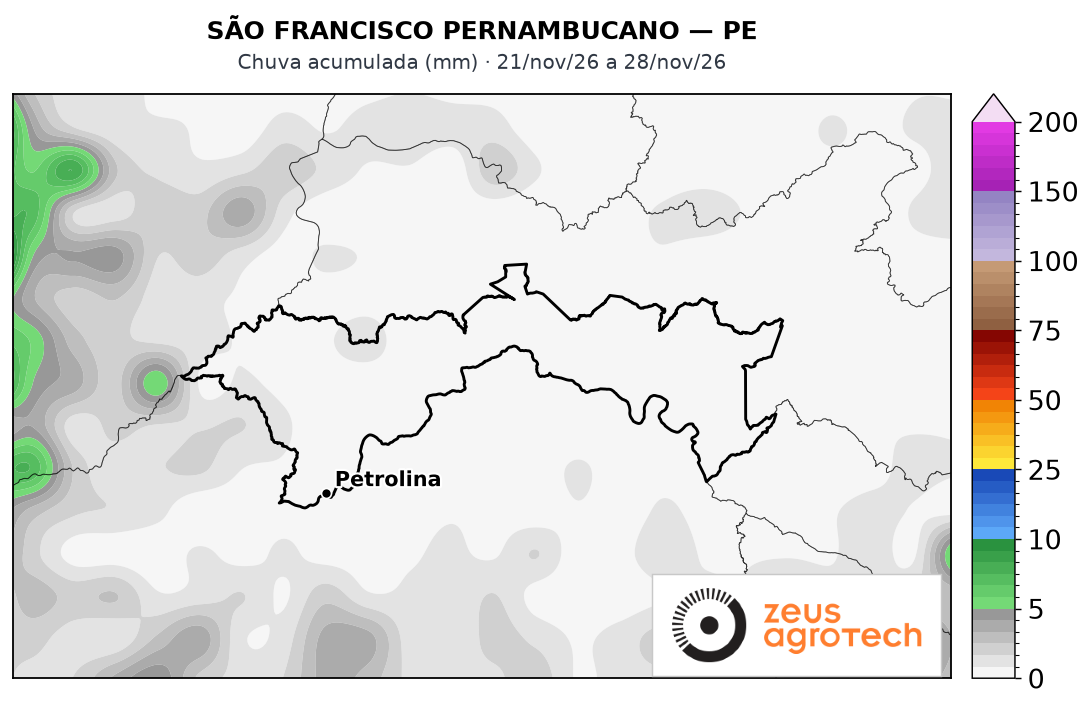 SÃO FRANCISCO PERNAMBUCANO — PE
Chuva acumulada (mm) · 21/nov/26 a 28/nov/26
200
150
100
75
50
25
10
5
0
Petrolina
zeus
agrotech